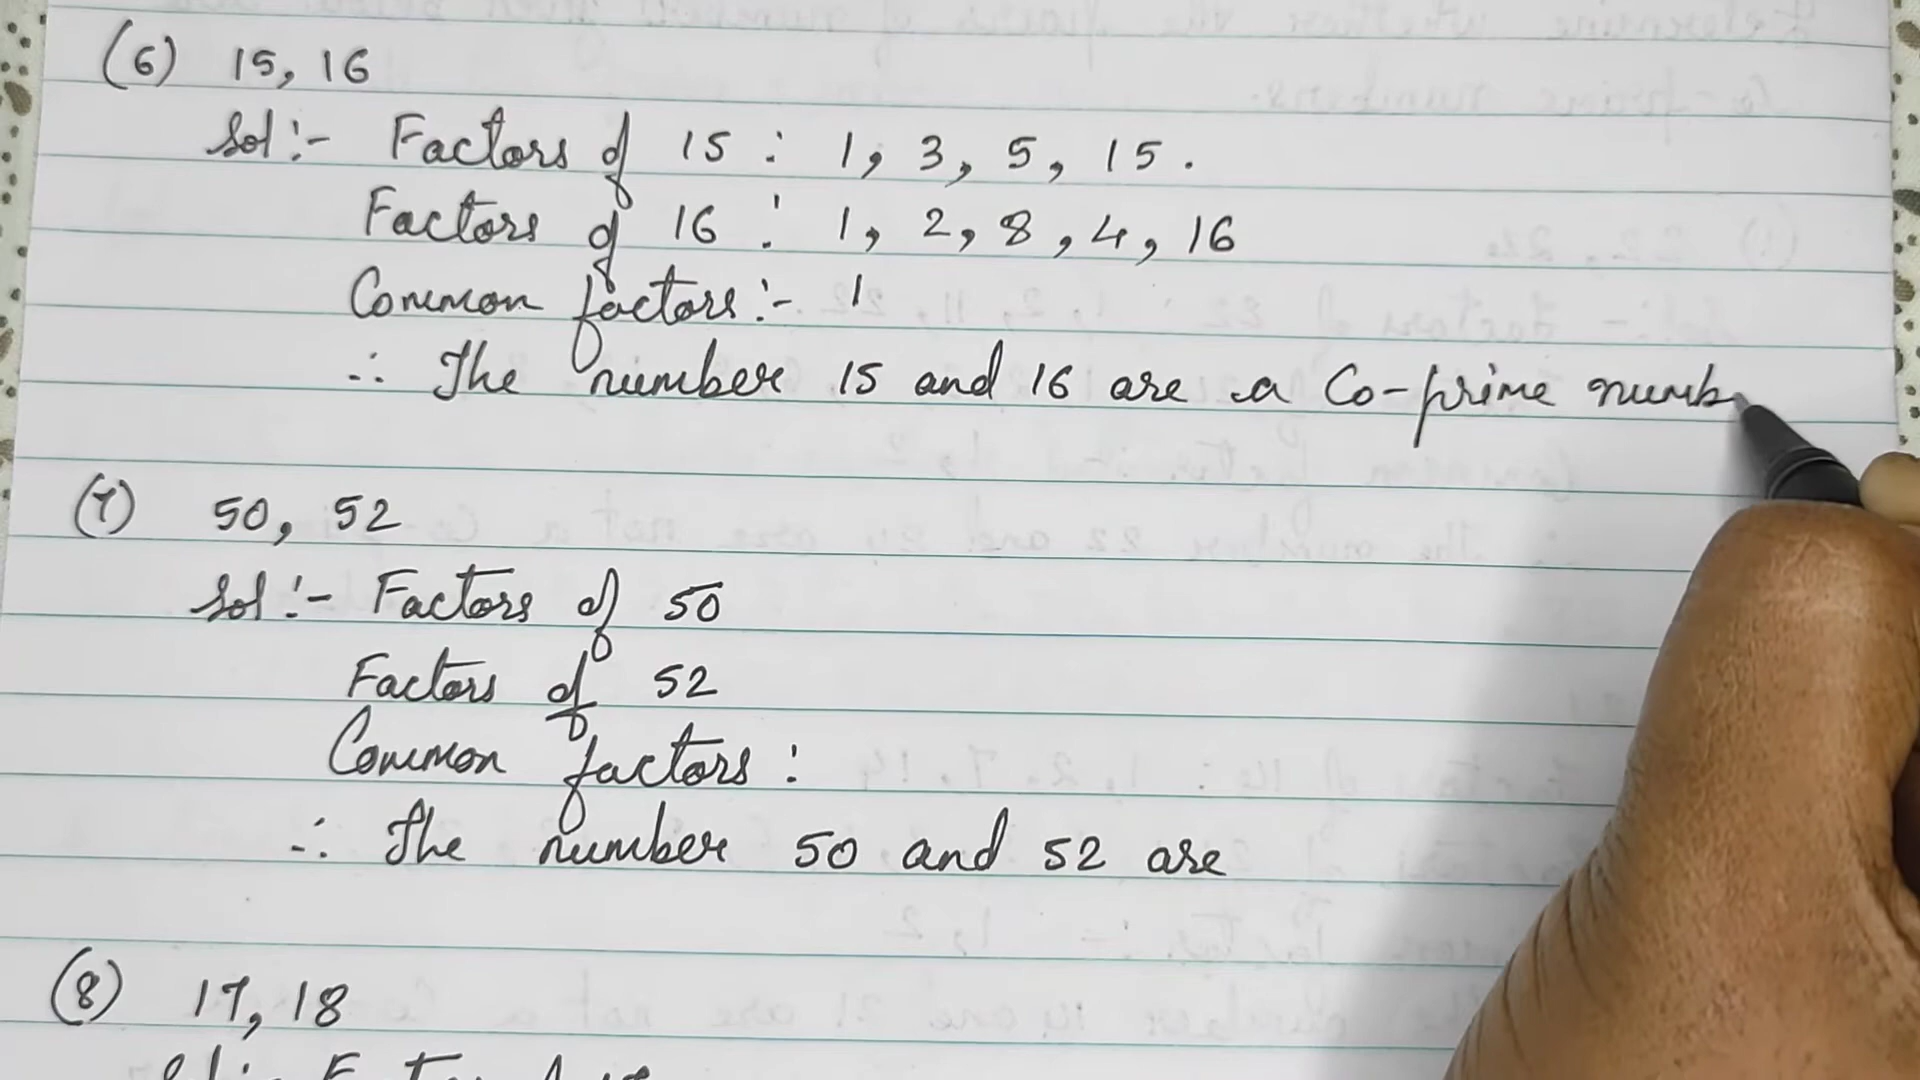 (6) 15, 16
Sol :- Factors of 15 : 1, 3, 5, 15.
Factors of 16 : 1, 2, 8, 4, 16
Common factors :- 1
∴ The number 15 and 16 are a Co-prime numb
(7) 50, 52
Sol :- Factors of 50
Factors of 52
Common factors :
∴ The number 50 and 52 are
(8) 17, 18